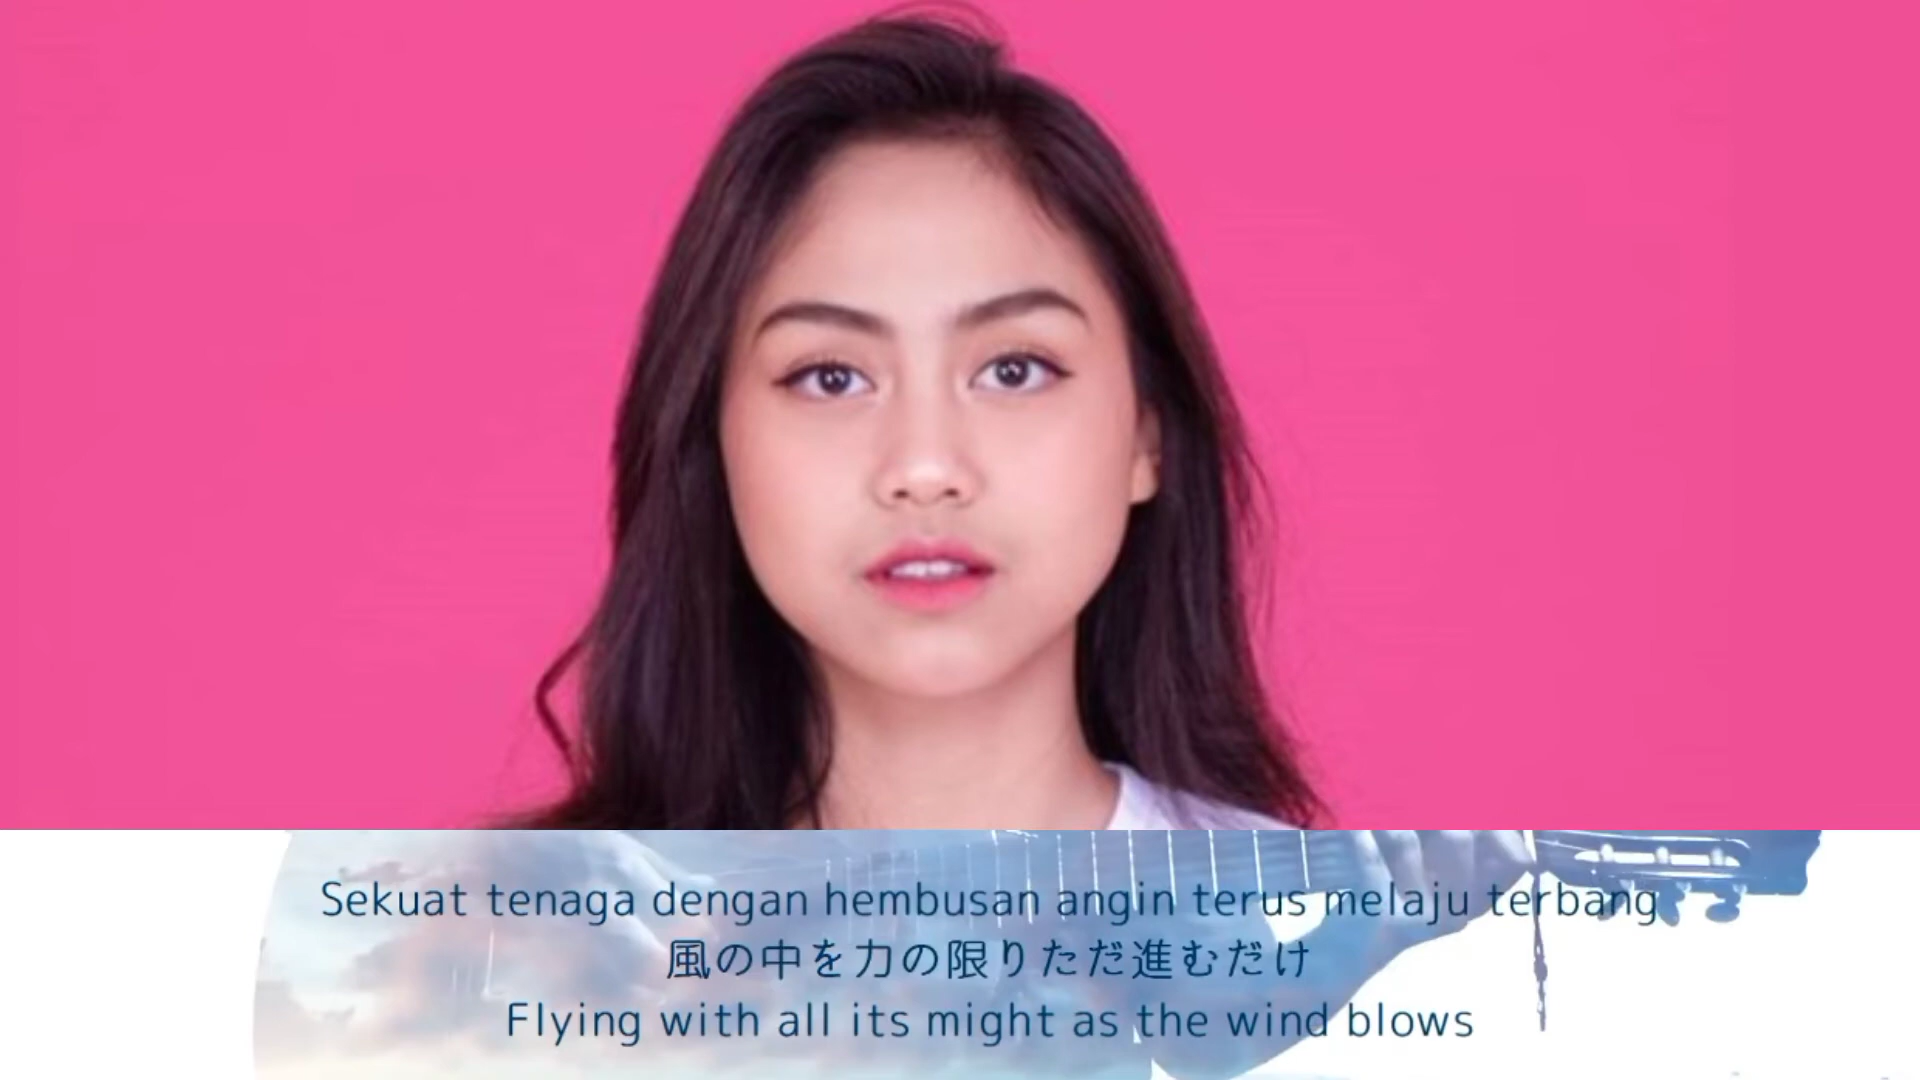 Sekuat tenaga dengan hembusan angin terus melaju terbang
風の中を力の限りただ進むだけ
Flying with all its might as the wind blows